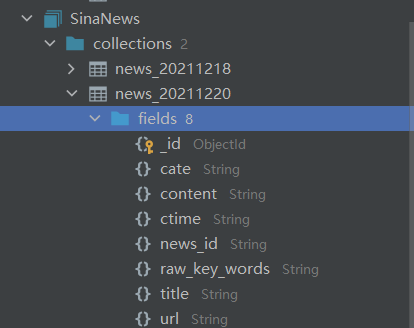 SinaNews
collections 2
news_20211218
news_20211220
fields 8
_id ObjectId
cate String
content String
ctime String
news_id String
raw_key_words String
title String
url String